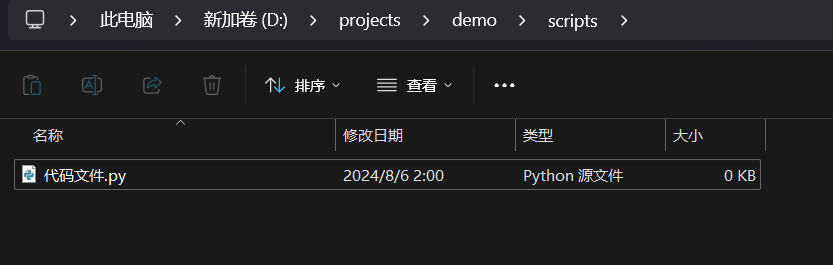 此电脑 > 新加卷 (D:) > projects > demo > scripts >
排序 查看 •••
名称 修改日期 类型 大小
代码文件.py 2024/8/6 2:00 Python 源文件 0 KB